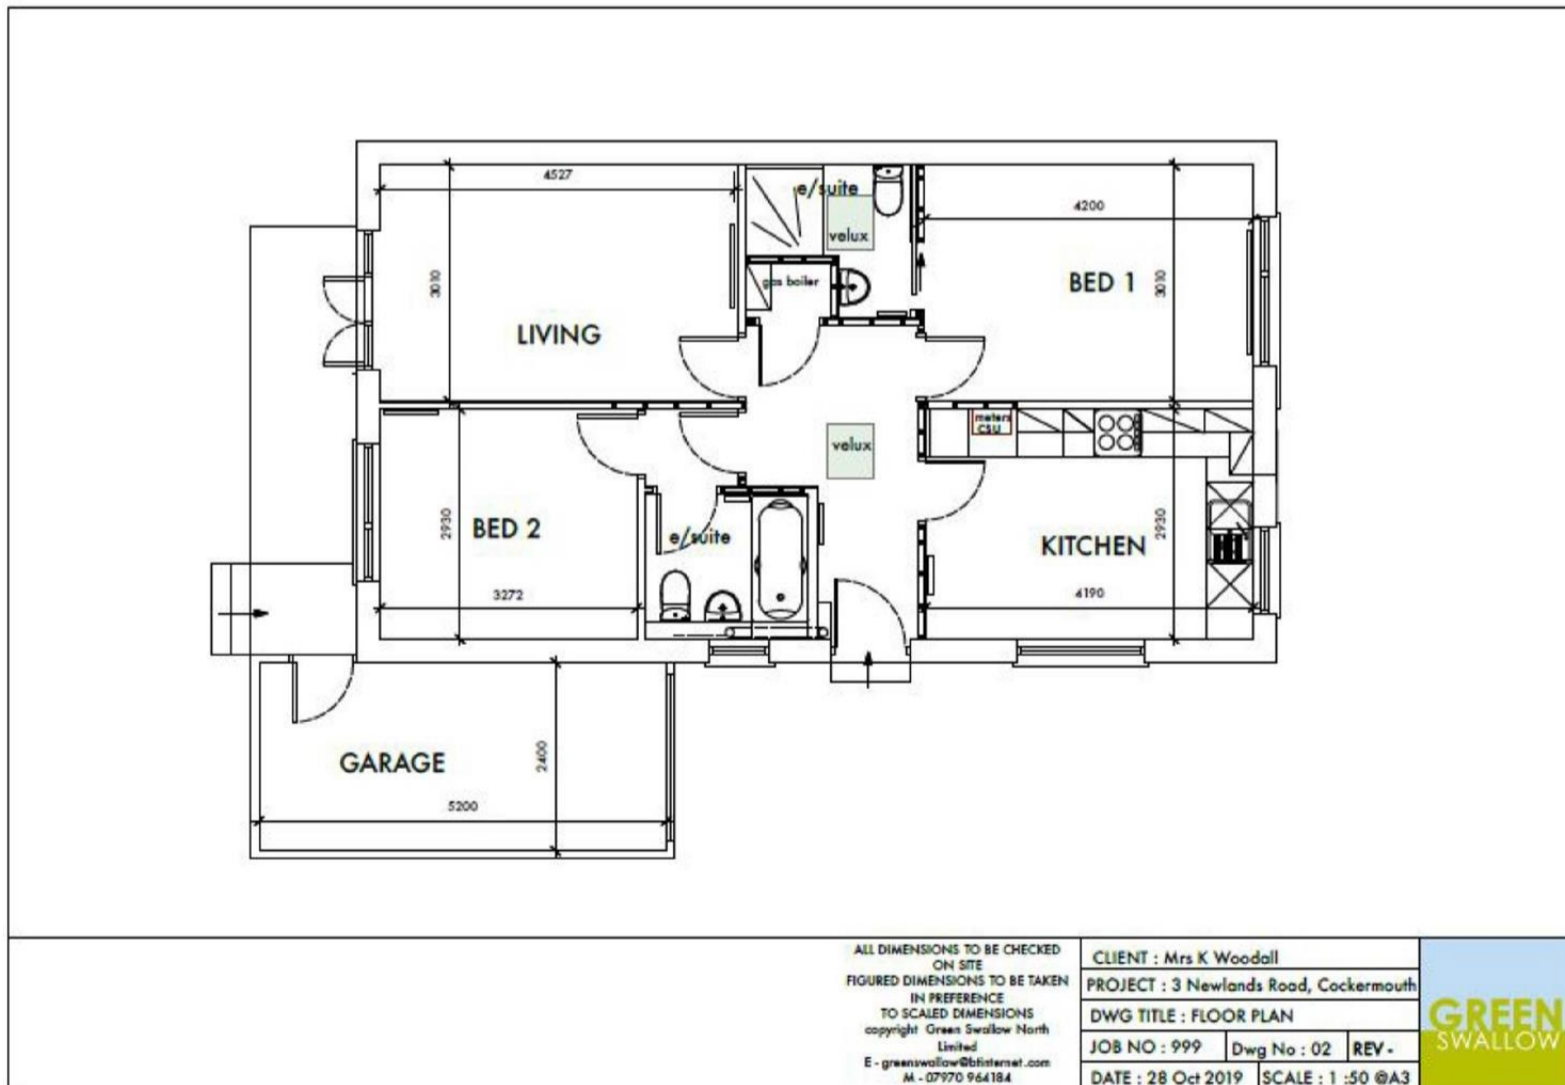 4527
e/suite
velux
4200
3010
gas boiler
BED 1
3010
LIVING
meters
CSU
velux
2930
BED 2
e/suite
KITCHEN
2930
3272
4190
GARAGE
2400
5200
ALL DIMENSIONS TO BE CHECKED
ON SITE
FIGURED DIMENSIONS TO BE TAKEN
IN PREFERENCE
TO SCALED DIMENSIONS
copyright Green Swallow North
Limited
E - greenswallow@btinternet.com
M - 07970 964184
CLIENT : Mrs K Woodall
PROJECT : 3 Newlands Road, Cockermouth
DWG TITLE : FLOOR PLAN
JOB NO : 999 Dwg No : 02 REV -
DATE : 28 Oct 2019 SCALE : 1 :50 @A3
GREEN
SWALLOW